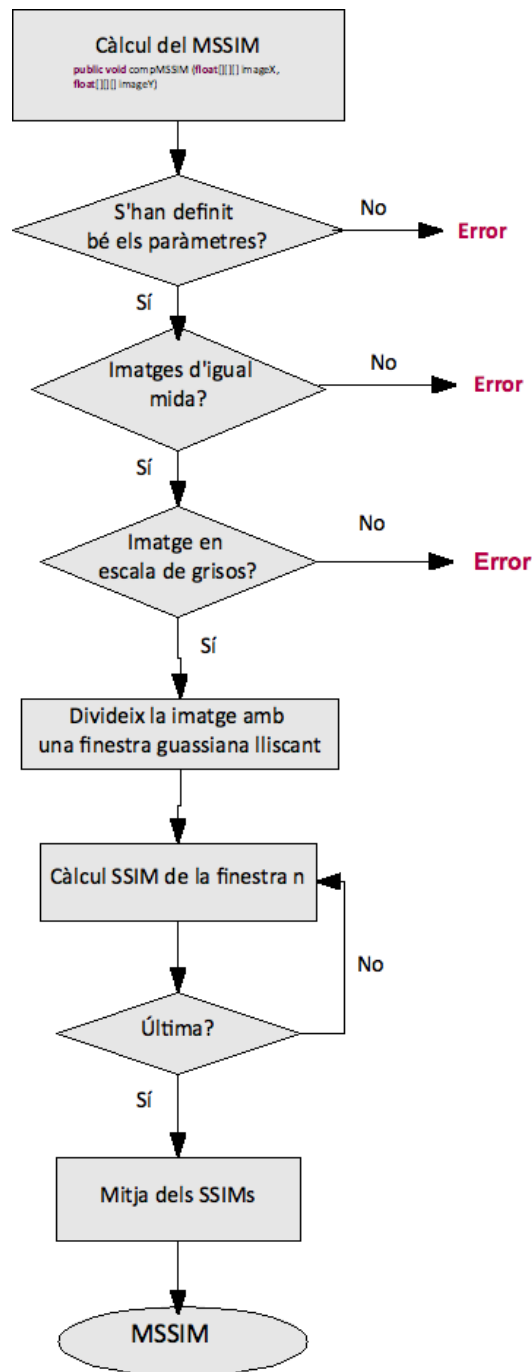 Càlcul del MSSIM
public void compMSSIM (float[][][] imageX,
float[][][] imageY)
S'han definit
bé els paràmetres?
No
Error
Sí
Imatges d'igual
mida?
No
Error
Sí
Imatge en
escala de grisos?
No
Error
Sí
Divideix la imatge amb
una finestra guassiana lliscant
Càlcul SSIM de la finestra n
No
Última?
Sí
Mitja dels SSIMs
MSSIM